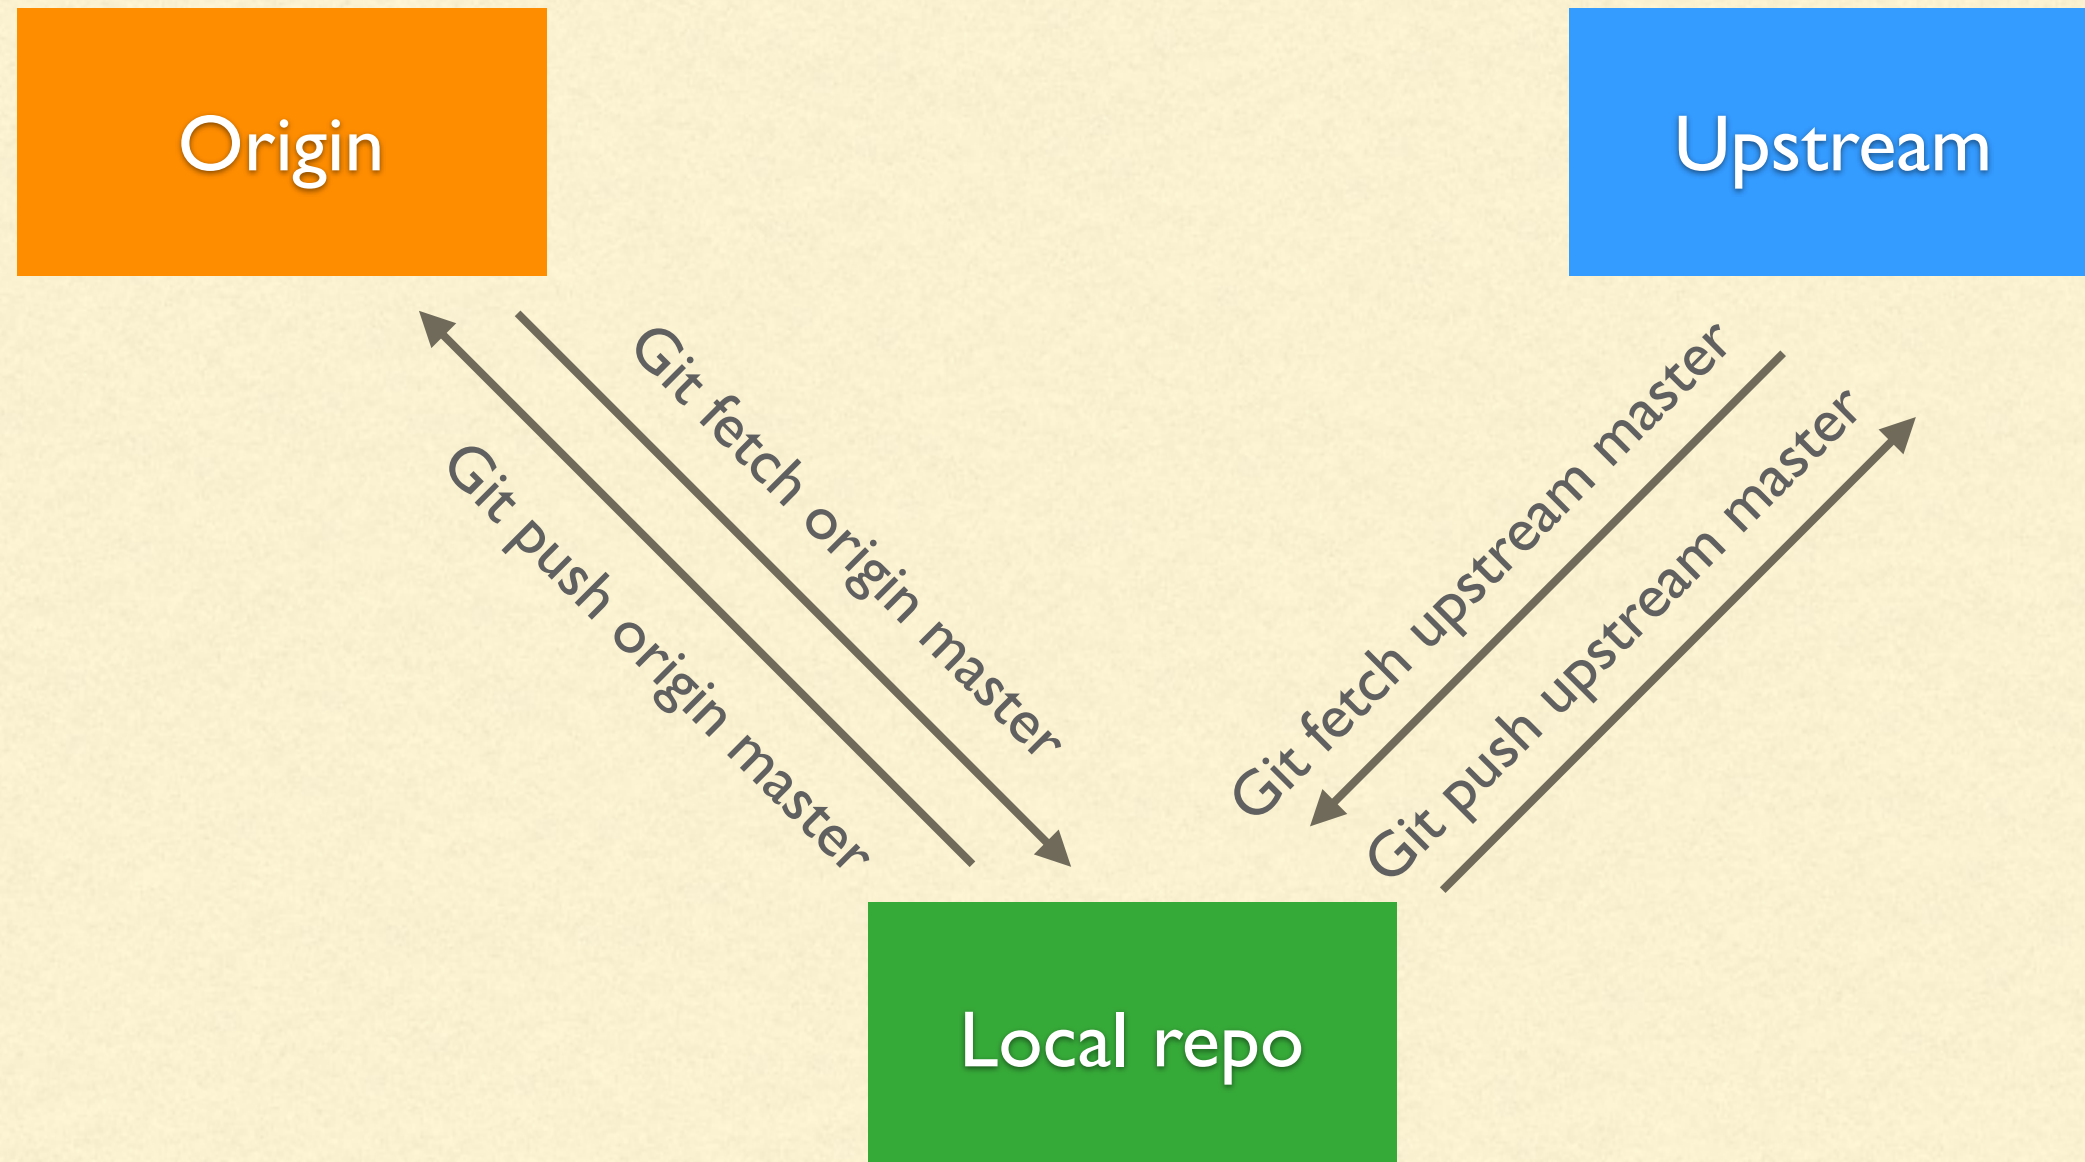 Origin
Upstream
Git fetch origin master
Git push origin master
Git fetch upstream master
Git push upstream master
Local repo